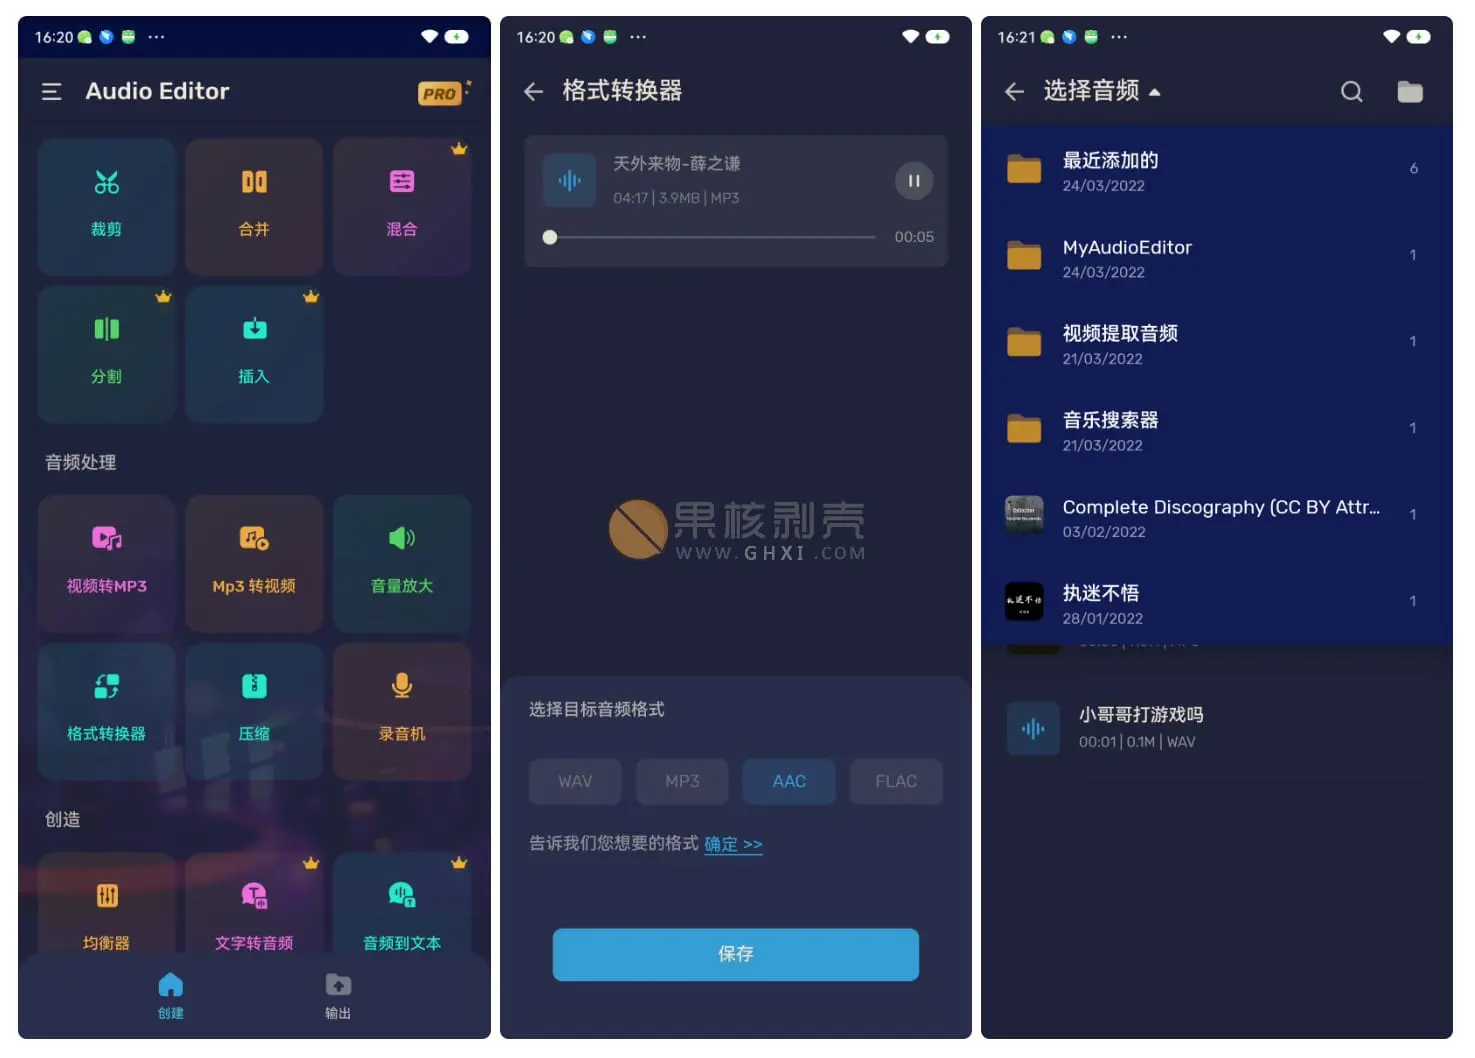 16:20
Audio Editor
PRO
裁剪
合并
混合
分割
插入
音频处理
视频转MP3
Mp3 转视频
音量放大
格式转换器
压缩
录音机
创造
均衡器
文字转音频
音频到文本
创建
输出
16:20
格式转换器
天外来物-薛之谦
04:17 | 3.9MB | MP3
00:05
果核剥壳
WWW.GHXI.COM
选择目标音频格式
WAV
MP3
AAC
FLAC
告诉我们您想要的格式 确定 >>
保存
16:21
选择音频
最近添加的
6
24/03/2022
MyAudioEditor
1
24/03/2022
视频提取音频
1
21/03/2022
音乐搜索器
1
21/03/2022
Complete Discography (CC BY Attr...
1
03/02/2022
执迷不悟
执迷不悟
1
28/01/2022
小哥哥打游戏吗
00:01 | 0.1M | WAV